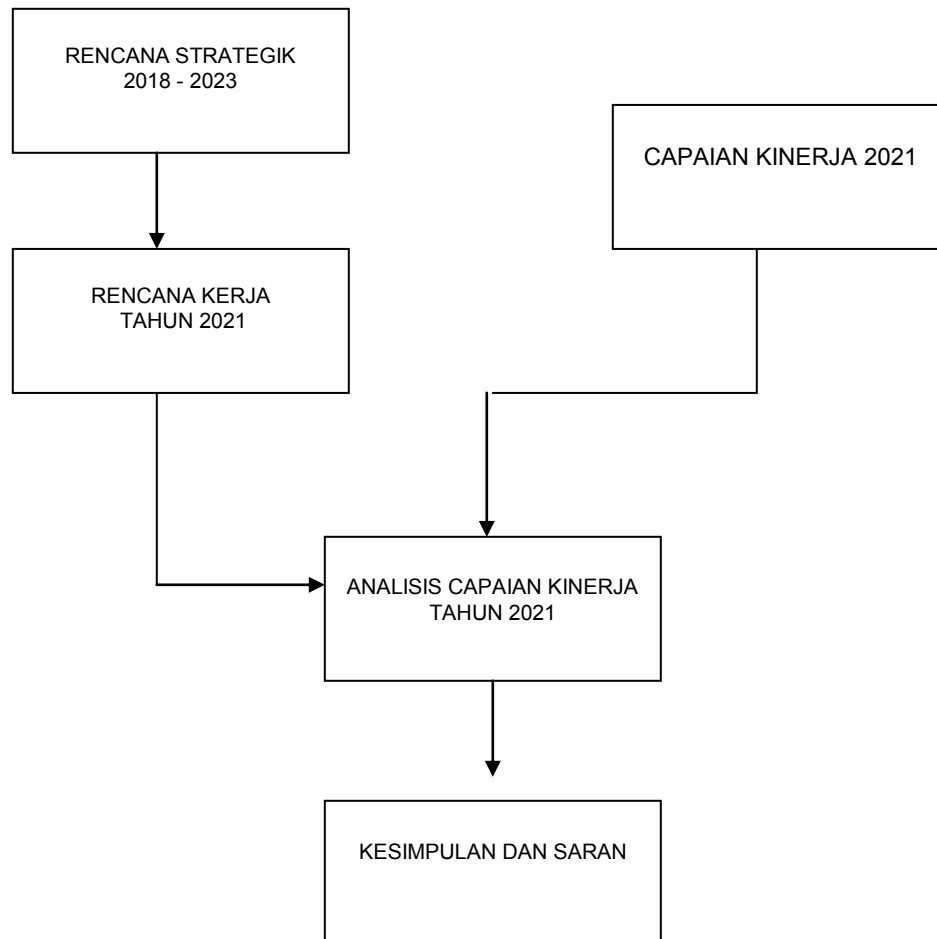 RENCANA STRATEGIK
2018 - 2023
CAPAIAN KINERJA 2021
RENCANA KERJA
TAHUN 2021
ANALISIS CAPAIAN KINERJA
TAHUN 2021
KESIMPULAN DAN SARAN